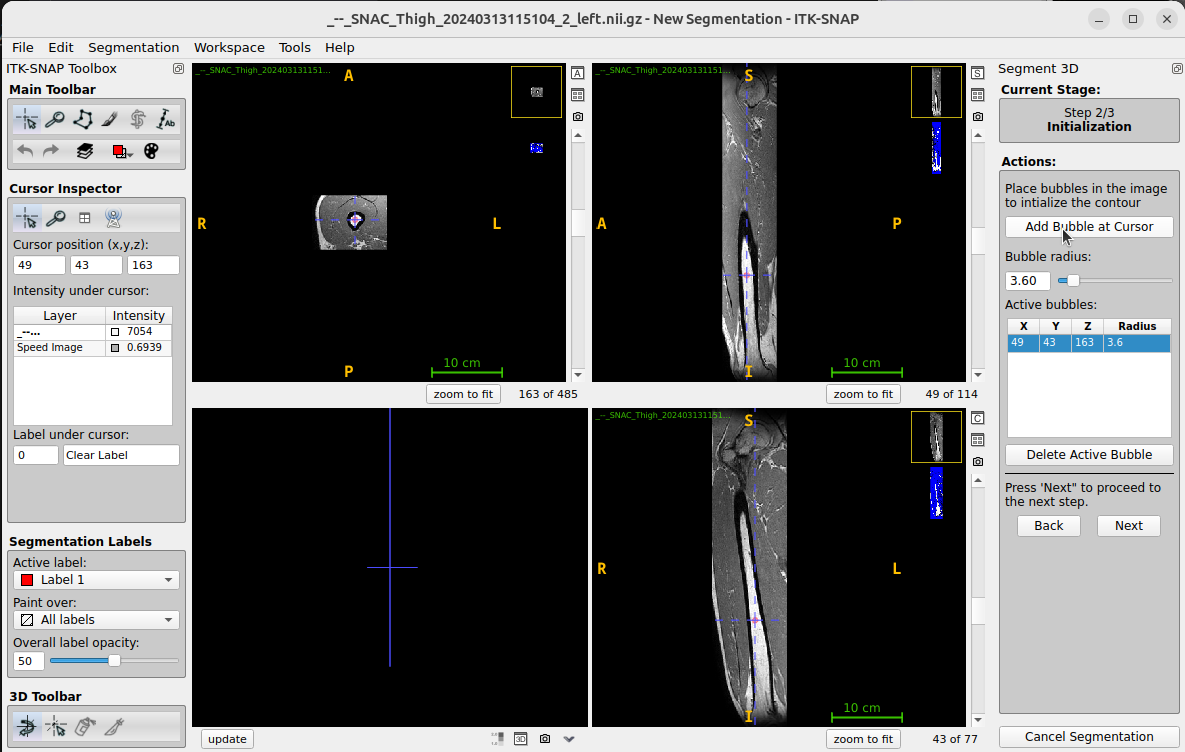 _--_SNAC_Thigh_20240313115104_2_left.nii.gz - New Segmentation - ITK-SNAP
File Edit Segmentation Workspace Tools Help
ITK-SNAP Toolbox
Main Toolbar
Cursor Inspector
Cursor position (x,y,z):
49 43 163
Intensity under cursor:
Layer Intensity
_--... 7054
Speed Image 0.6939
Label under cursor:
0 Clear Label
Segmentation Labels
Active label:
Label 1
Paint over:
All labels
Overall label opacity:
50
3D Toolbar
_--_SNAC_Thigh_202403131151...
A
R
L
P
10 cm
A
zoom to fit 163 of 485
_--_SNAC_Thigh_202403131151...
S
A
P
I
10 cm
S
zoom to fit 49 of 114
update
3D
_--_SNAC_Thigh_202403131151...
S
R
L
I
10 cm
C
zoom to fit 43 of 77
Segment 3D
Current Stage:
Step 2/3
Initialization
Actions:
Place bubbles in the image
to intialize the contour
Add Bubble at Cursor
Bubble radius:
3.60
Active bubbles:
X Y Z Radius
49 43 163 3.6
Delete Active Bubble
Press 'Next" to proceed to
the next step.
Back Next
Cancel Segmentation